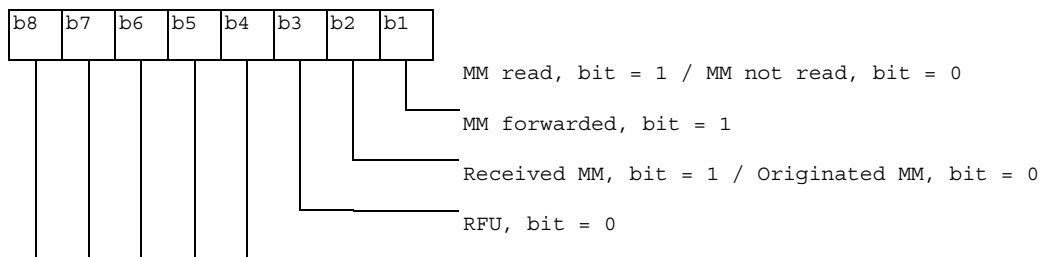 b8 b7 b6 b5 b4 b3 b2 b1
MM read, bit = 1 / MM not read, bit = 0
MM forwarded, bit = 1
Received MM, bit = 1 / Originated MM, bit = 0
RFU, bit = 0